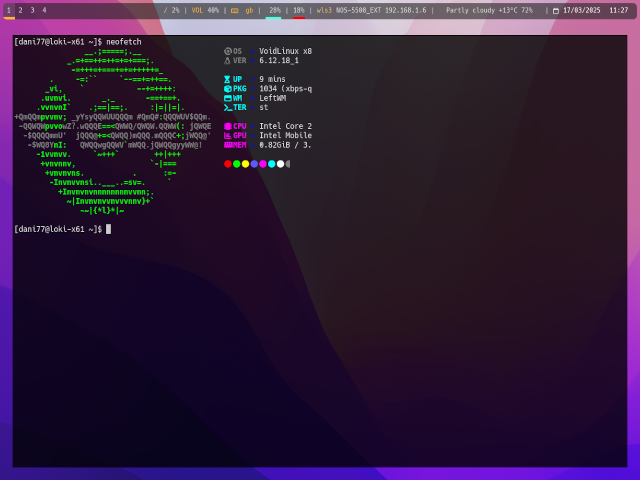 1 2 3 4 / 2% | VOL 40% | gb | 28% | 18% | wls3 NOS-5508_EXT 192.168.1.6 | Partly cloudy +13°C 72% | 17/03/2025 11:27
[dani77@loki-x61 ~]$ neofetch
OS VoidLinux x8
VER 6.12.18_1
UP 9 mins
PKG 1034 (xbps-q
WM LeftWM
TER st
CPU Intel Core 2
GPU Intel Mobile
MEM 0.82GiB / 3.
[dani77@loki-x61 ~]$